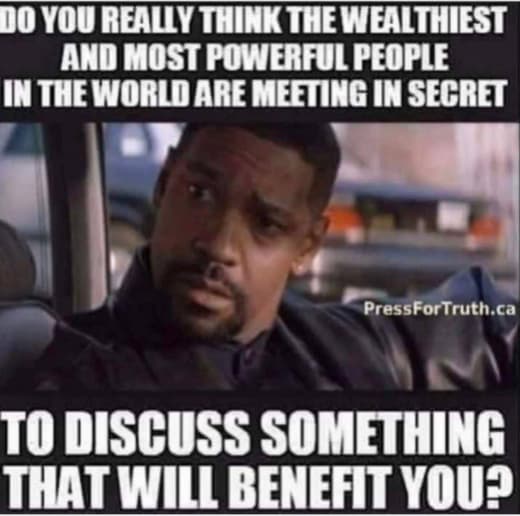 DO YOU REALLY THINK THE WEALTHIEST
AND MOST POWERFUL PEOPLE
IN THE WORLD ARE MEETING IN SECRET
PressForTruth.ca
TO DISCUSS SOMETHING
THAT WILL BENEFIT YOU?